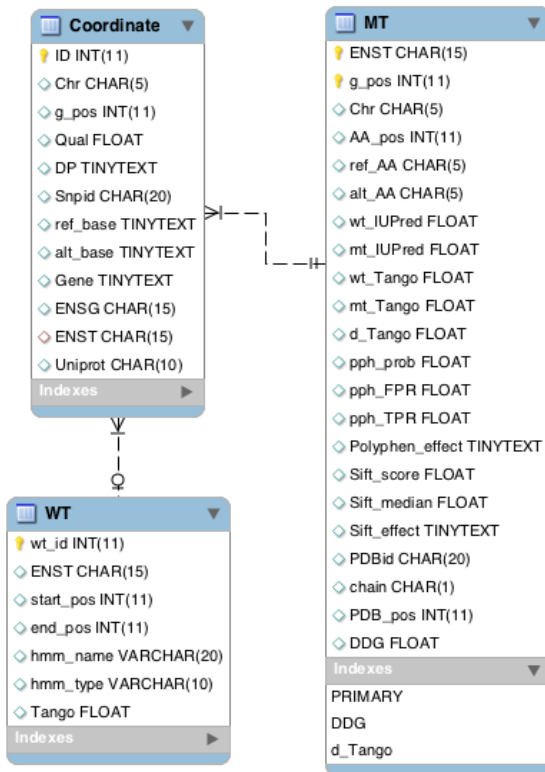 Coordinate
ID INT(11)
Chr CHAR(5)
g_pos INT(11)
Qual FLOAT
DP TINYTEXT
Snpid CHAR(20)
ref_base TINYTEXT
alt_base TINYTEXT
Gene TINYTEXT
ENSG CHAR(15)
ENST CHAR(15)
Uniprot CHAR(10)
Indexes
WT
wt_id INT(11)
ENST CHAR(15)
start_pos INT(11)
end_pos INT(11)
hmm_name VARCHAR(20)
hmm_type VARCHAR(10)
Tango FLOAT
Indexes
MT
ENST CHAR(15)
g_pos INT(11)
Chr CHAR(5)
AA_pos INT(11)
ref_AA CHAR(5)
alt_AA CHAR(5)
wt_IUPred FLOAT
mt_IUPred FLOAT
wt_Tango FLOAT
mt_Tango FLOAT
d_Tango FLOAT
pph_prob FLOAT
pph_FPR FLOAT
pph_TPR FLOAT
Polyphen_effect TINYTEXT
Sift_score FLOAT
Sift_median FLOAT
Sift_effect TINYTEXT
PDBid CHAR(20)
chain CHAR(1)
PDB_pos INT(11)
DDG FLOAT
Indexes
PRIMARY
DDG
d_Tango